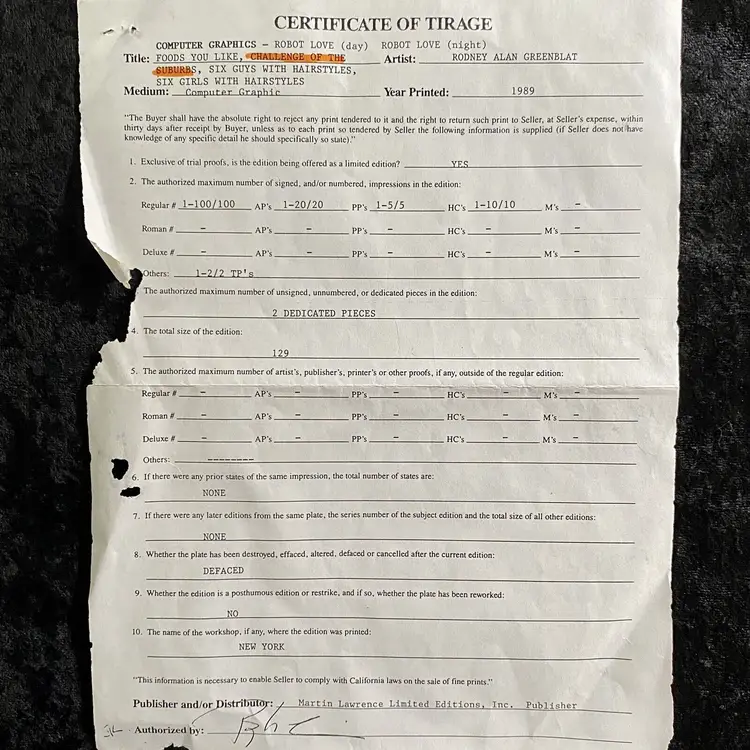 CERTIFICATE OF TIRAGE
COMPUTER GRAPHICS - ROBOT LOVE (day) ROBOT LOVE (night)
Title: FOODS YOU LIKE, CHALLENGE OF THE Artist: RODNEY ALAN GREENBLAT
SUBURBS, SIX GUYS WITH HAIRSTYLES,
SIX GIRLS WITH HAIRSTYLES
Medium: Computer Graphic Year Printed: 1989
"The Buyer shall have the absolute right to reject any print tendered to it and the right to return such print to Seller, at Seller's expense, within
thirty days after receipt by Buyer, unless as to each print so tendered by Seller the following information is supplied (if Seller does not have
knowledge of any specific detail he should specifically so state)."
1. Exclusive of trial proofs, is the edition being offered as a limited edition? YES
2. The authorized maximum number of signed, and/or numbered, impressions in the edition:
Regular # 1-100/100 AP's 1-20/20 PP's 1-5/5 HC's 1-10/10 M's -
Roman # - AP's - PP's - HC's - M's
Deluxe # - AP's - PP's - HC's - M's -
Others: 1-2/2 TP's
The authorized maximum number of unsigned, unnumbered, or dedicated pieces in the edition:
2 DEDICATED PIECES
4. The total size of the edition:
129
5. The authorized maximum number of artist's, publisher's, printer's or other proofs, if any, outside of the regular edition:
Regular # - AP's - PP's - HC's - M's -
Roman # - AP's - PP's - HC's - M's -
Deluxe # - AP's - PP's - HC's - M's -
Others: --------
6. If there were any prior states of the same impression, the total number of states are:
NONE
7. If there were any later editions from the same plate, the series number of the subject edition and the total size of all other editions:
NONE
8. Whether the plate has been destroyed, effaced, altered, defaced or cancelled after the current edition:
DEFACED
9. Whether the edition is a posthumous edition or restrike, and if so, whether the plate has been reworked:
NO
10. The name of the workshop, if any, where the edition was printed:
NEW YORK
"This information is necessary to enable Seller to comply with California laws on the sale of fine prints."
Publisher and/or Distributor: Martin Lawrence Limited Editions, Inc. Publisher
Authorized by: